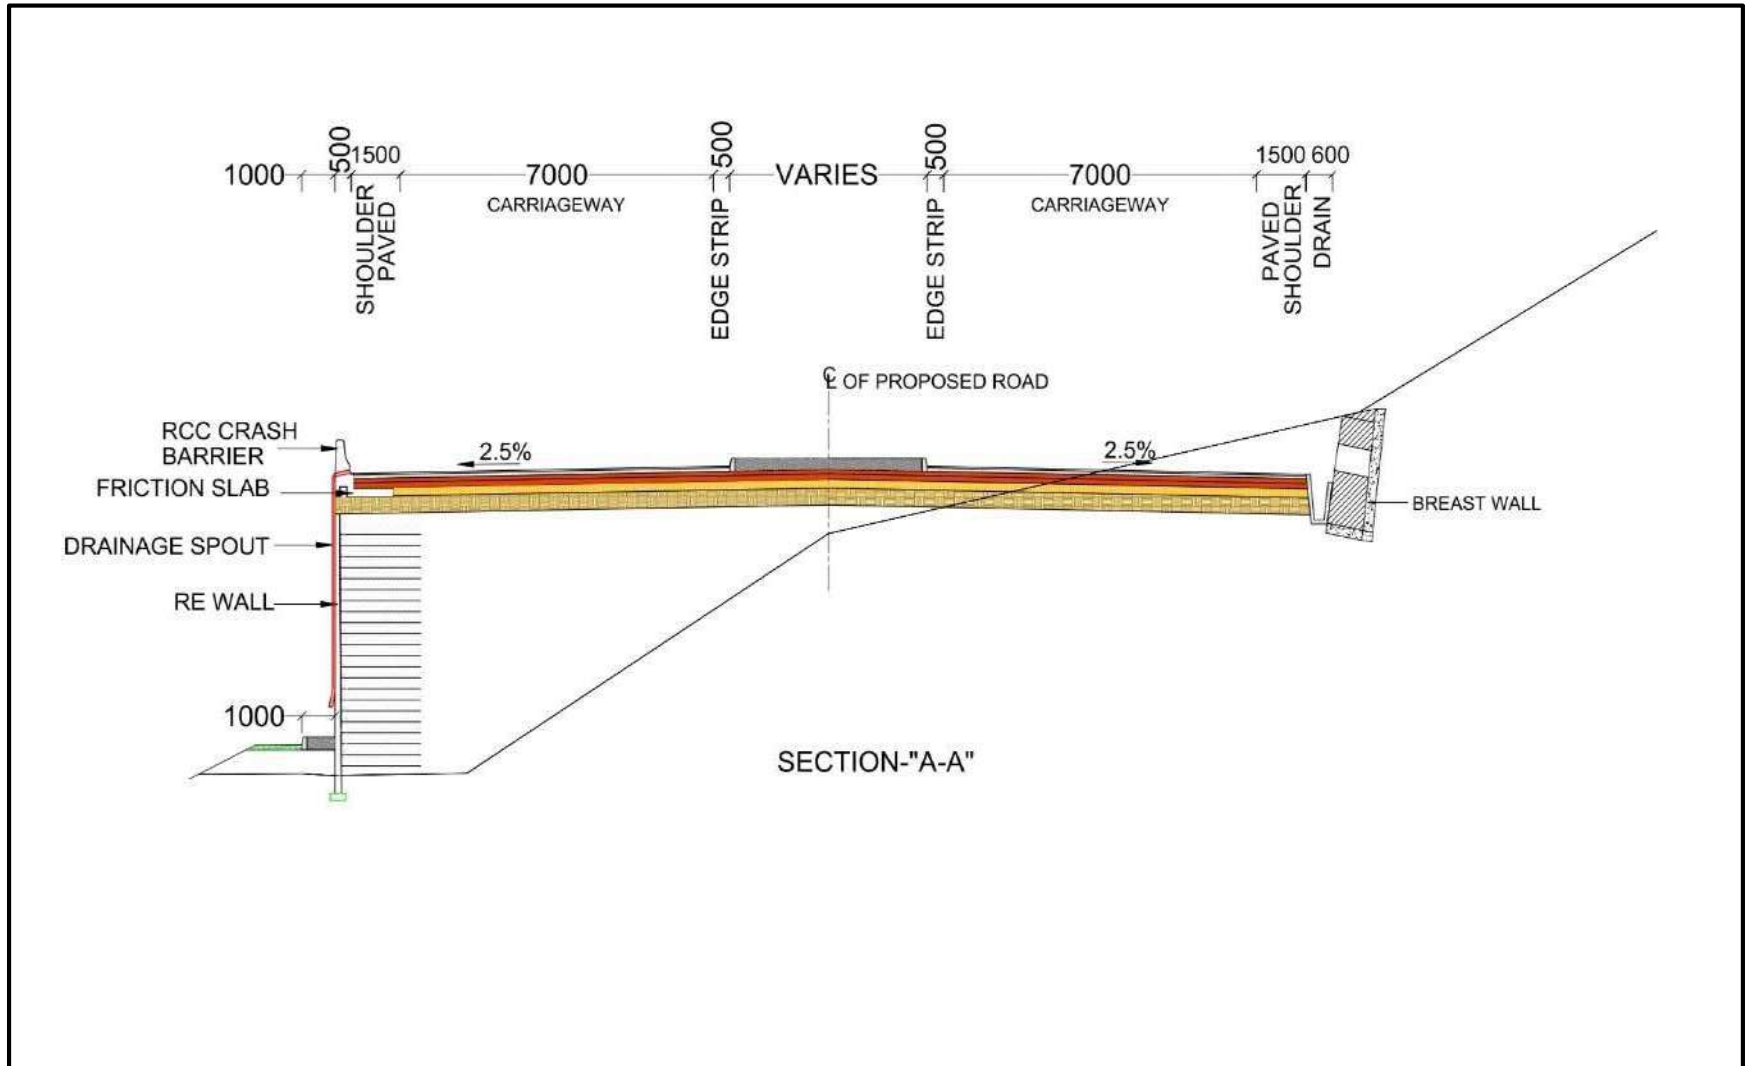 1000 500 1500 7000 500 VARIES 500 7000 1500 600
CARRIAGEWAY
CARRIAGEWAY
SHOULDER
PAVED
EDGE STRIP
EDGE STRIP
PAVED
SHOULDER
DRAIN
℄ OF PROPOSED ROAD
RCC CRASH
BARRIER
2.5%
2.5%
FRICTION SLAB
BREAST WALL
DRAINAGE SPOUT
RE WALL
1000
SECTION-"A-A"